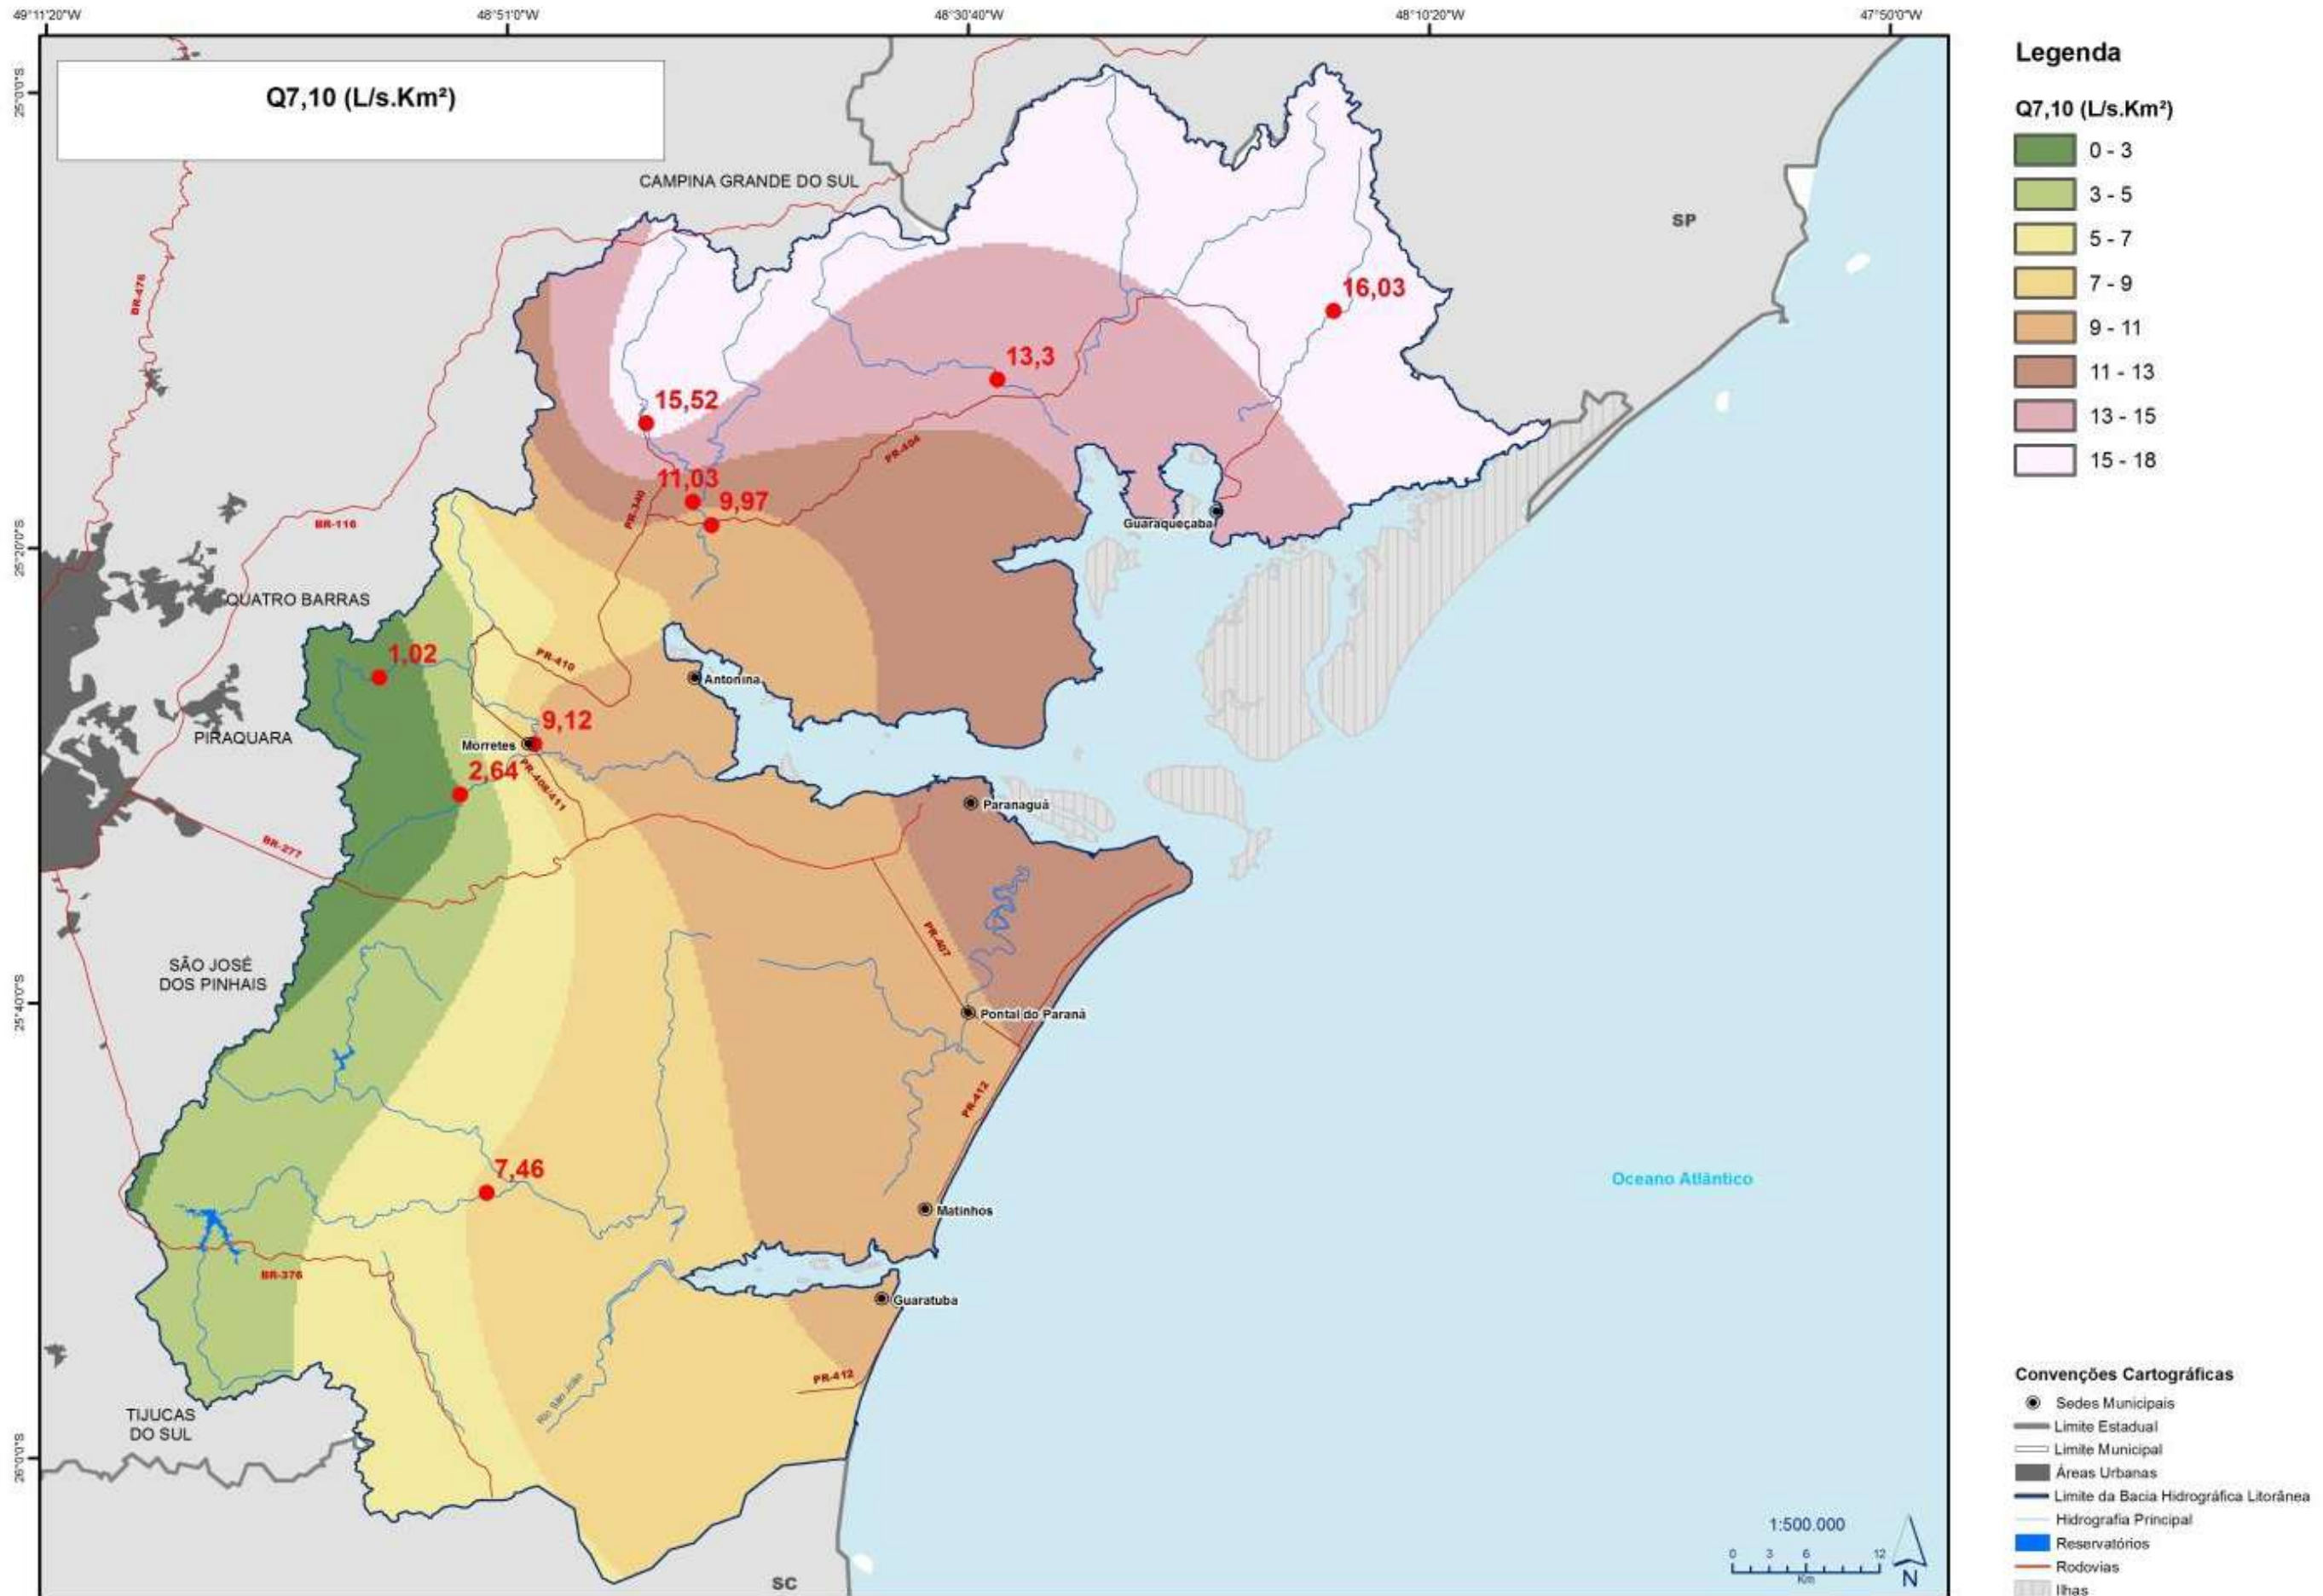 49°11'20"W
48°51'0"W
48°30'40"W
48°10'20"W
47°50'0"W
25°0'0"S
25°20'0"S
25°40'0"S
26°0'0"S
Q7,10 (L/s.Km²)
CAMPINA GRANDE DO SUL
SP
BR-476
16,03
13,3
15,52
PR-404
11,03
9,97
PR-340
BR-116
Guaraqueçaba
QUATRO BARRAS
1,02
PR-410
Antonina
9,12
PIRAQUARA
Morretes
2,64
PR-408/411
Paranaguá
BR-277
PR-407
SÃO JOSÉ
DOS PINHAIS
Pontal do Paraná
PR-412
7,46
Oceano Atlântico
Matinhos
BR-376
Guaratuba
PR-412
Rio São João
TIJUCAS
DO SUL
SC
Legenda
Q7,10 (L/s.Km²)
0 - 3
3 - 5
5 - 7
7 - 9
9 - 11
11 - 13
13 - 15
15 - 18
Convenções Cartográficas
Sedes Municipais
Limite Estadual
Limite Municipal
Áreas Urbanas
Limite da Bacia Hidrográfica Litorânea
Hidrografia Principal
Reservatórios
Rodovias
Ilhas
1:500.000
0 3 6 12
Km
N